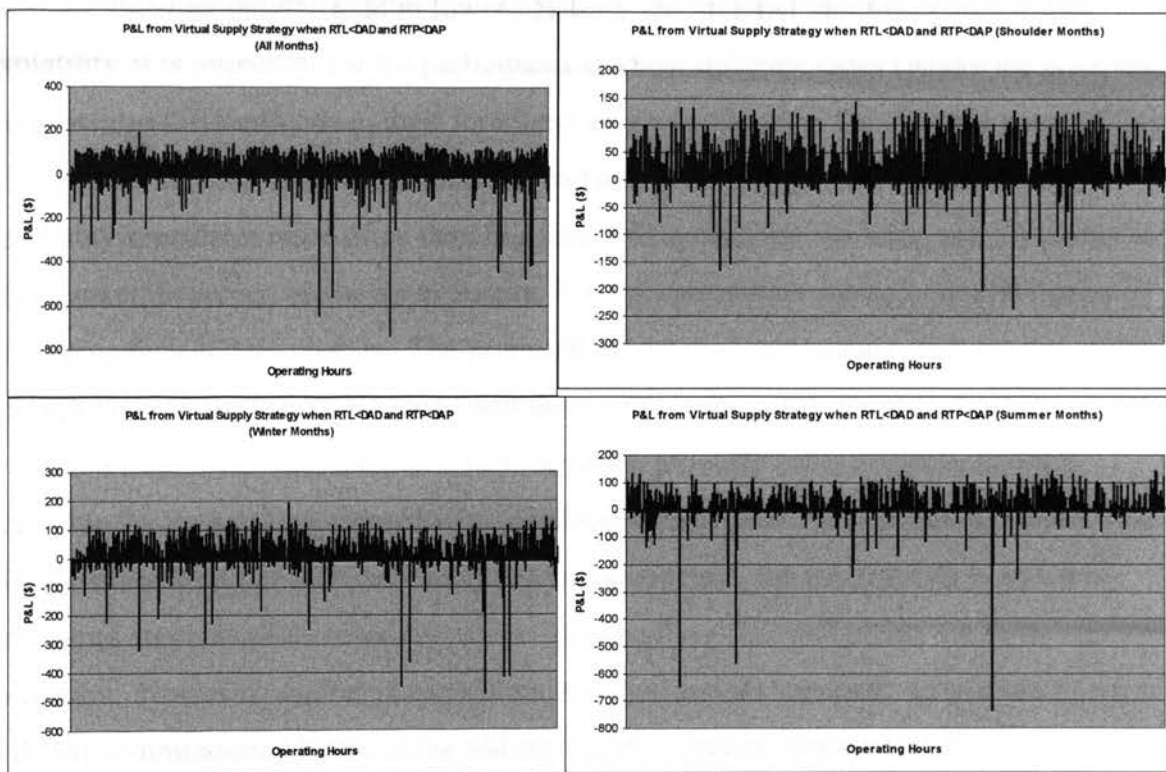 P&L from Virtual Supply Strategy when RTL<DAD and RTP<DAP
(All Months)
400
200
0
-200
-400
-600
-800
P&L ($)
Operating Hours
P&L from Virtual Supply Strategy when RTL<DAD and RTP<DAP (Shoulder Months)
200
150
100
50
0
-50
-100
-150
-200
-250
-300
P&L ($)
Operating Hours
P&L from Virtual Supply Strategy when RTL<DAD and RTP<DAP
(Winter Months)
300
200
100
0
-100
-200
-300
-400
-500
-600
P&L ($)
Operating Hours
P&L from Virtual Supply Strategy when RTL<DAD and RTP<DAP (Summer Months)
200
100
0
-100
-200
-300
-400
-500
-600
-700
-800
P&L ($)
Operating Hours